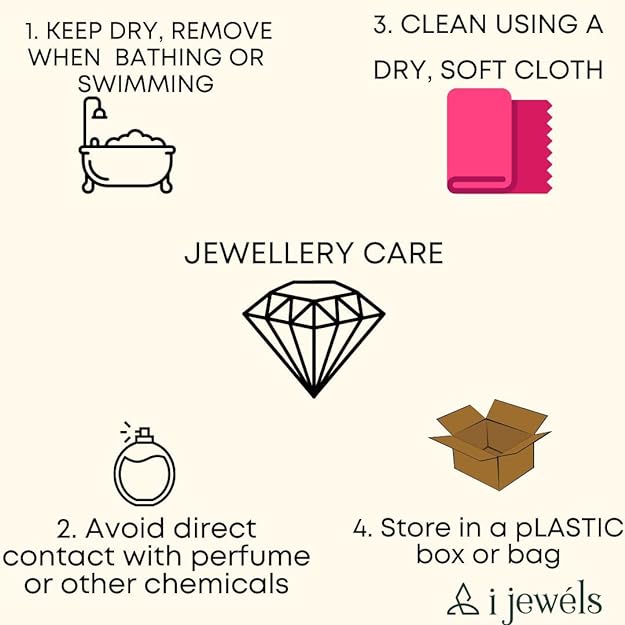 1. KEEP DRY, REMOVE
WHEN BATHING OR
SWIMMING
3. CLEAN USING A
DRY, SOFT CLOTH
JEWELLERY CARE
2. Avoid direct
contact with perfume
or other chemicals
4. Store in a pLASTIC
box or bag
i jewéls